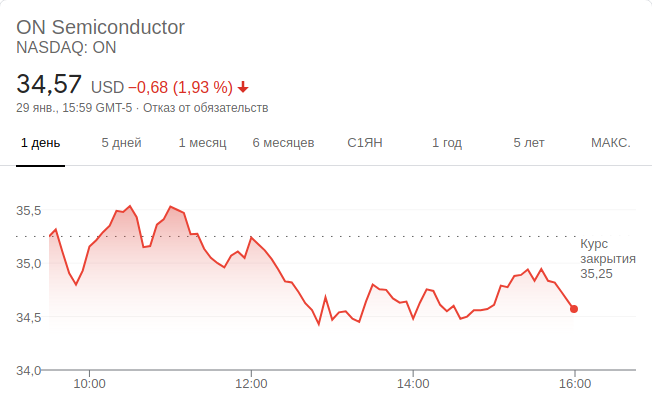 ON Semiconductor
NASDAQ: ON
34,57 USD −0,68 (1,93 %)
29 янв., 15:59 GMT-5 · Отказ от обязательств
1 день 5 дней 1 месяц 6 месяцев С1ЯН 1 год 5 лет МАКС.
35,5
35,0
34,5
34,0
Курс
закрытия
35,25
10:00 12:00 14:00 16:00